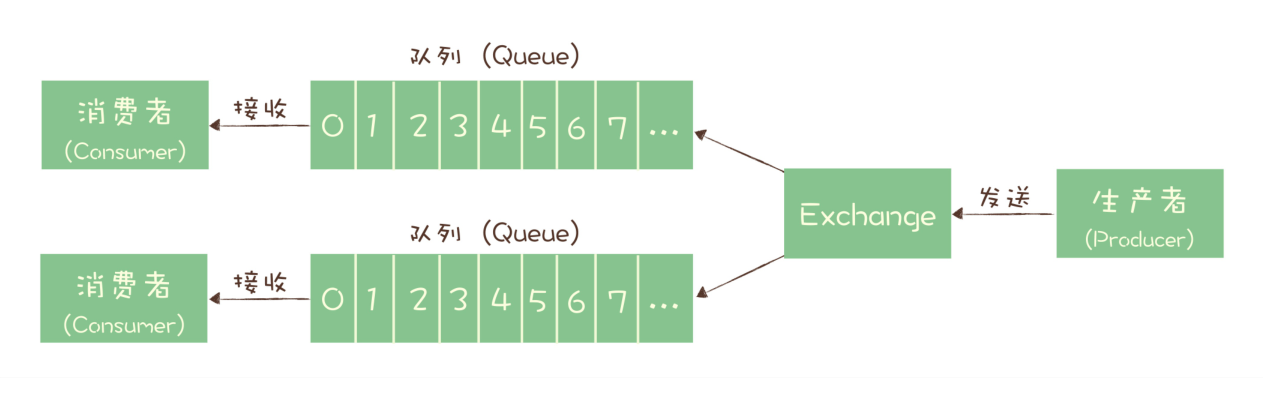 队列 (Queue)
消费者
(Consumer)
接收
0 1 2 3 4 5 6 7 ...
Exchange
发送
生产者
(Producer)
队列 (Queue)
消费者
(Consumer)
接收
0 1 2 3 4 5 6 7 ...